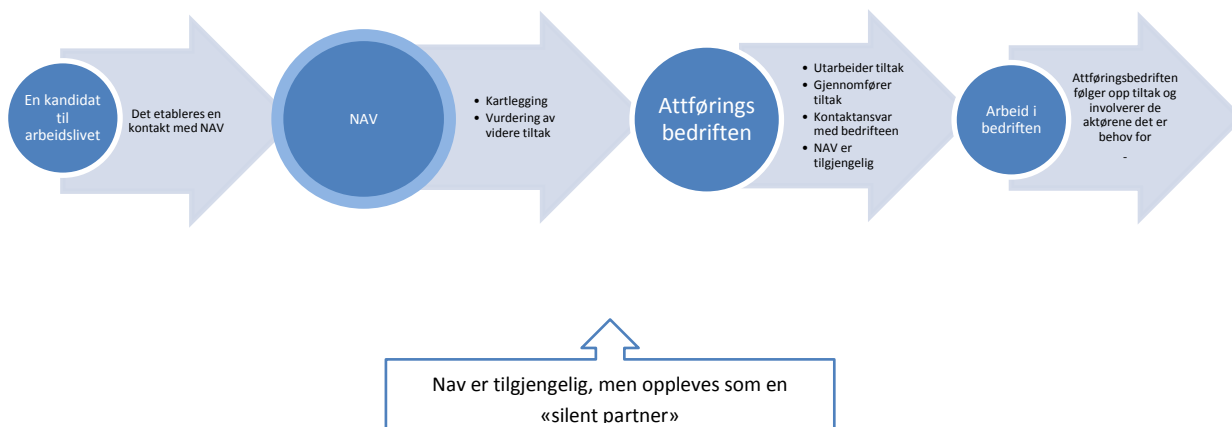 En kandidat
til
arbeidslivet
Det etableres en
kontakt med NAV
NAV
• Kartlegging
• Vurdering av
videre tiltak
Attførings
bedriften
• Utarbeider tiltak
• Gjennomfører
tiltak
• Kontaktansvar
med bedrifteen
• NAV er
tilgjengelig
Arbeid i
bedriften
Attføringsbedriften
følger opp tiltak og
involverer de
aktørene det er
behov for
-
Nav er tilgjengelig, men oppleves som en
«silent partner»